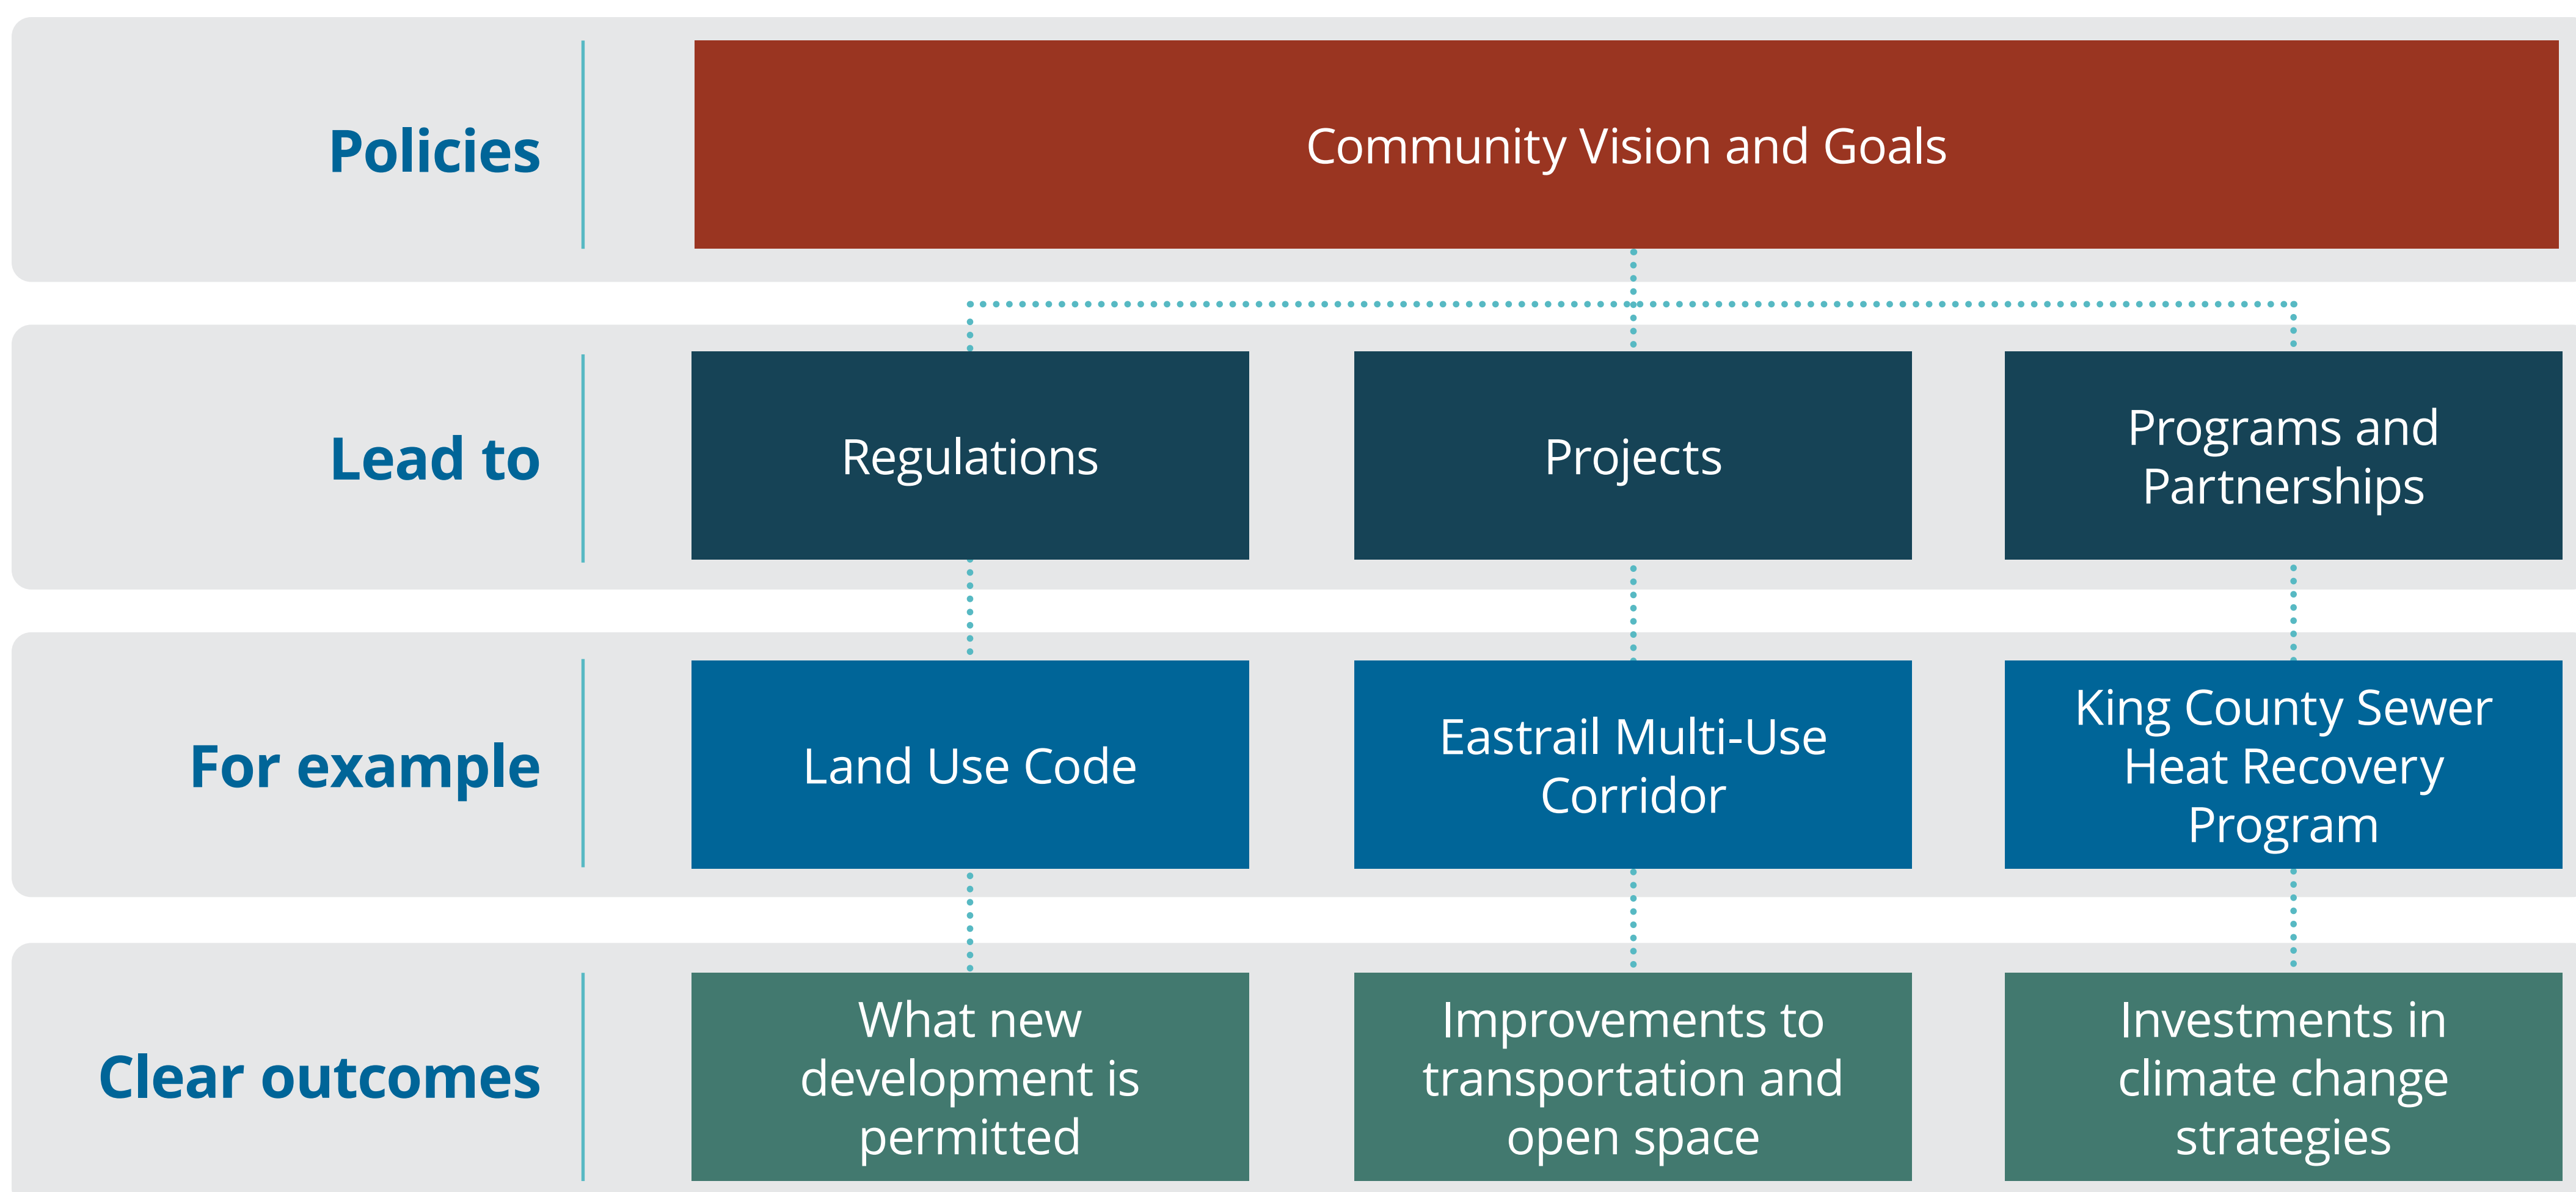 Policies
Community Vision and Goals
Lead to
Regulations
Projects
Programs and
Partnerships
For example
Land Use Code
Eastrail Multi-Use
Corridor
King County Sewer
Heat Recovery
Program
Clear outcomes
What new
development is
permitted
Improvements to
transportation and
open space
Investments in
climate change
strategies